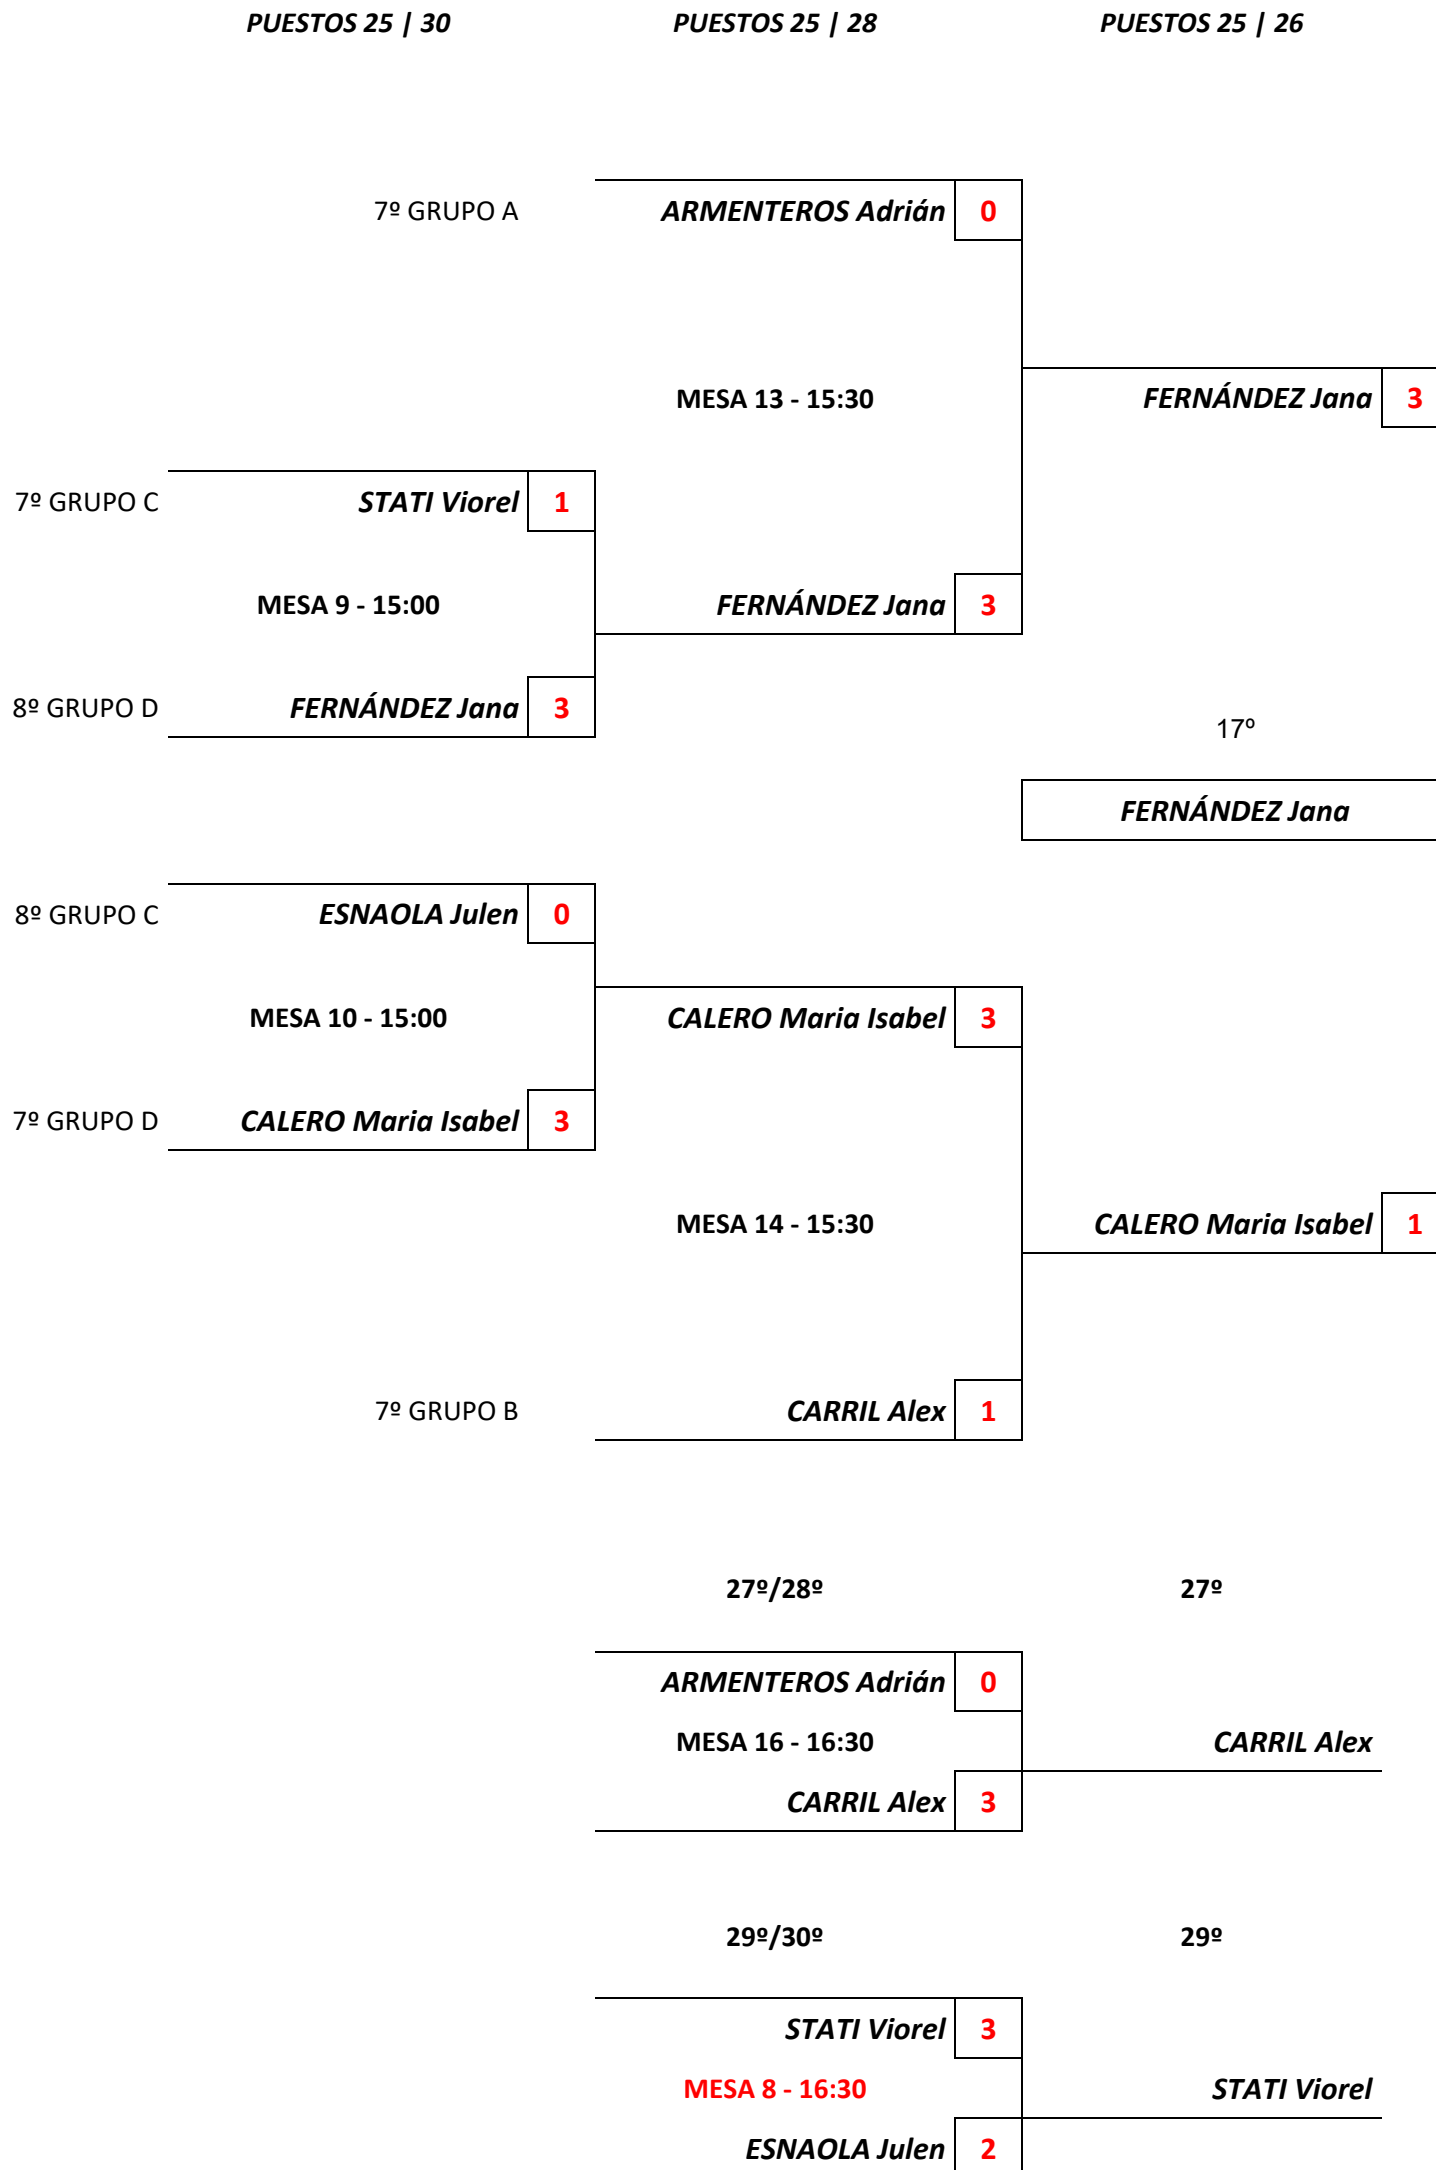 PUESTOS 25 | 30 PUESTOS 25 | 28 PUESTOS 25 | 26
7º GRUPO A ARMENTEROS Adrián 0
MESA 13 - 15:30 FERNÁNDEZ Jana 3
7º GRUPO C STATI Viorel 1
MESA 9 - 15:00 FERNÁNDEZ Jana 3
8º GRUPO D FERNÁNDEZ Jana 3
17º
FERNÁNDEZ Jana
8º GRUPO C ESNAOLA Julen 0
MESA 10 - 15:00 CALERO Maria Isabel 3
7º GRUPO D CALERO Maria Isabel 3
MESA 14 - 15:30 CALERO Maria Isabel 1
7º GRUPO B CARRIL Alex 1
27º/28º 27º
ARMENTEROS Adrián 0
MESA 16 - 16:30 CARRIL Alex
CARRIL Alex 3
29º/30º 29º
STATI Viorel 3
MESA 8 - 16:30 STATI Viorel
ESNAOLA Julen 2